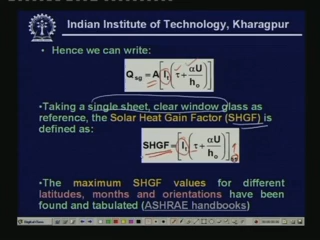 Indian Institute of Technology, Kharagpur
• Hence we can write:
Q_sg = A[I_t(τ + αU/h_o)]
•Taking a single sheet, clear window glass as
reference, the Solar Heat Gain Factor (SHGF) is
defined as:
SHGF = [I_t(τ + αU/h_o)]
•The maximum SHGF values for different
latitudes, months and orientations have been
found and tabulated (ASHRAE handbooks)